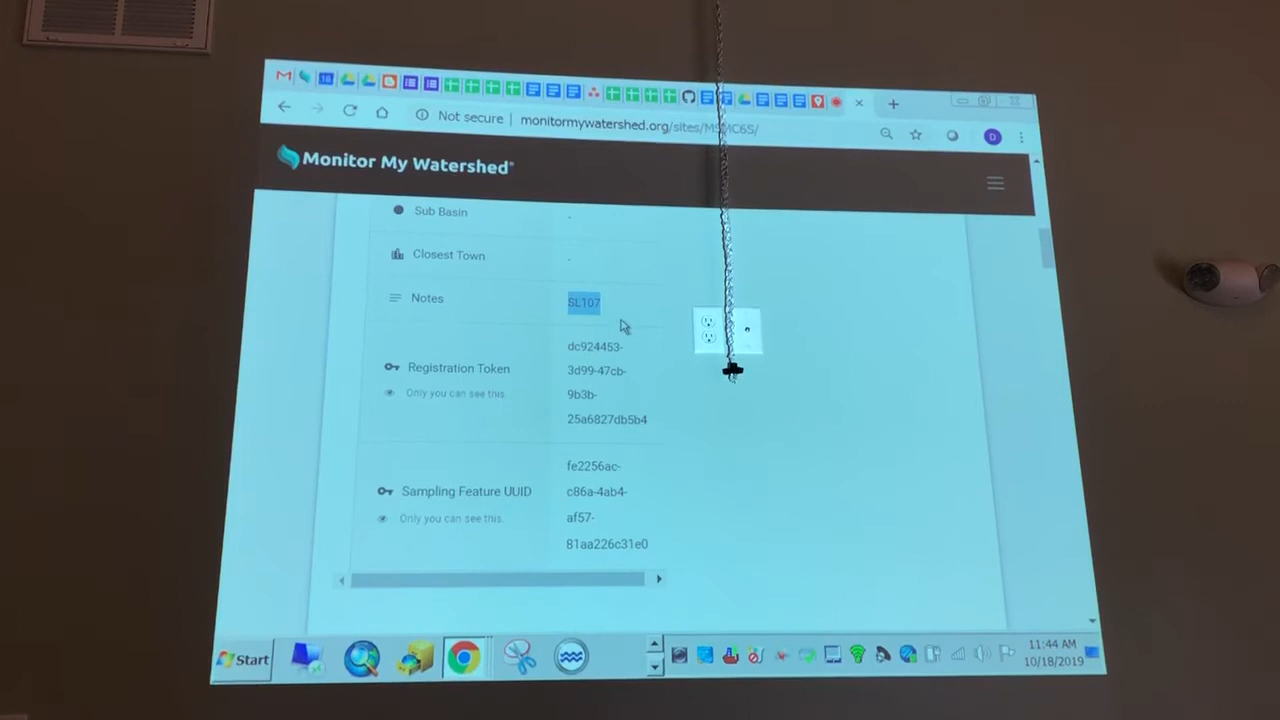 Not secure | monitormywatershed.org/sites/MSMC6S/
D
Monitor My Watershed®
Sub Basin -
Closest Town -
Notes SL107
dc924453-
Registration Token 3d99-47cb-
Only you can see this. 9b3b-
25a6827db5b4
fe2256ac-
Sampling Feature UUID c86a-4ab4-
Only you can see this. af57-
81aa226c31e0
Start
11:44 AM
10/18/2019